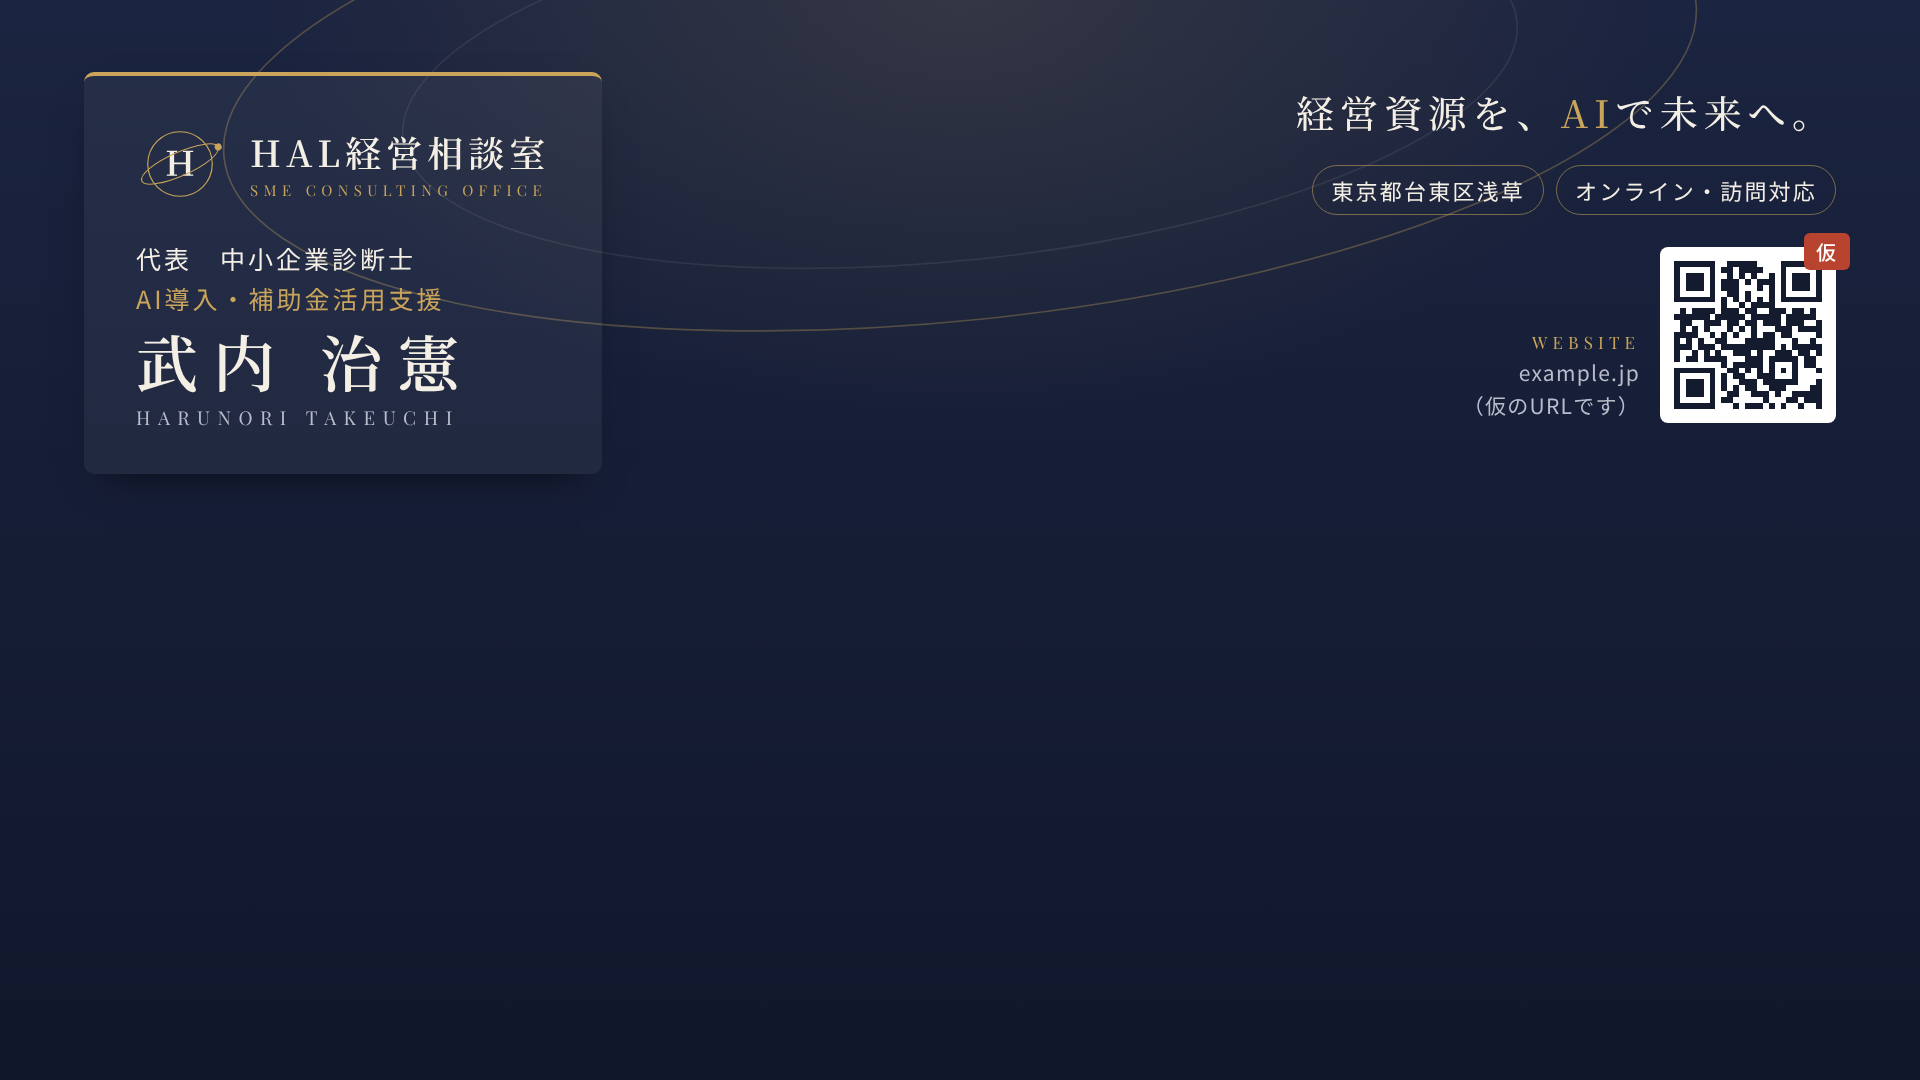 H
HAL経営相談室
SME CONSULTING OFFICE
代表　中小企業診断士
AI導入・補助金活用支援
武内 治憲
HARUNORI TAKEUCHI
経営資源を、AIで未来へ。
東京都台東区浅草
オンライン・訪問対応
仮
WEBSITE
example.jp
（仮のURLです）